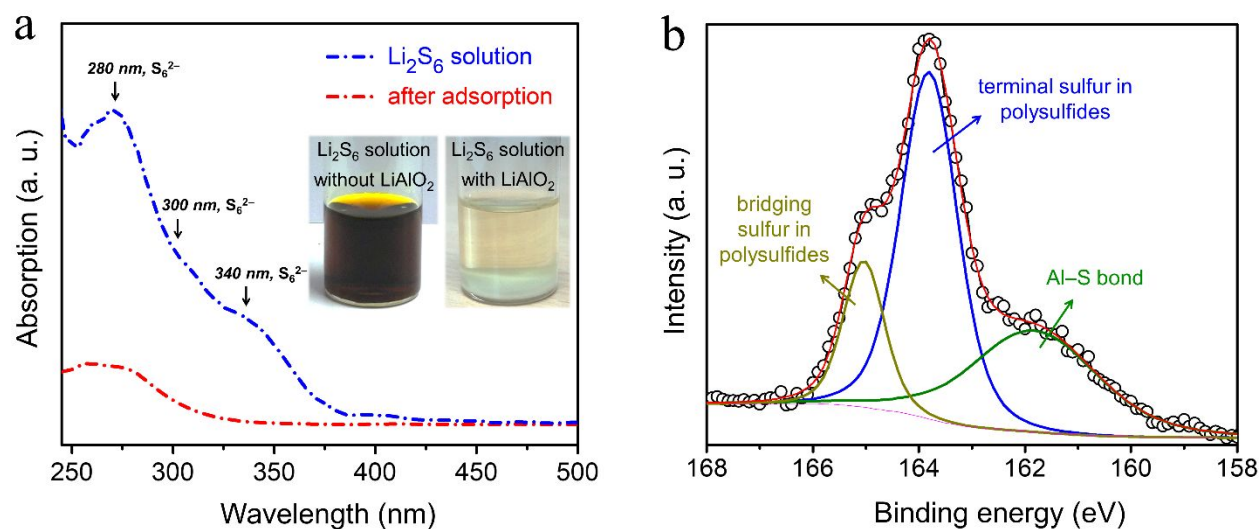 a
280 nm, S₆²⁻
300 nm, S₆²⁻
340 nm, S₆²⁻
Li₂S₆ solution
after adsorption
Li₂S₆ solution
without LiAlO₂
Li₂S₆ solution
with LiAlO₂
Absorption (a. u.)
250 300 350 400 450 500
Wavelength (nm)
b
terminal sulfur in
polysulfides
bridging
sulfur in
polysulfides
Al–S bond
Intensity (a. u.)
168 166 164 162 160 158
Binding energy (eV)